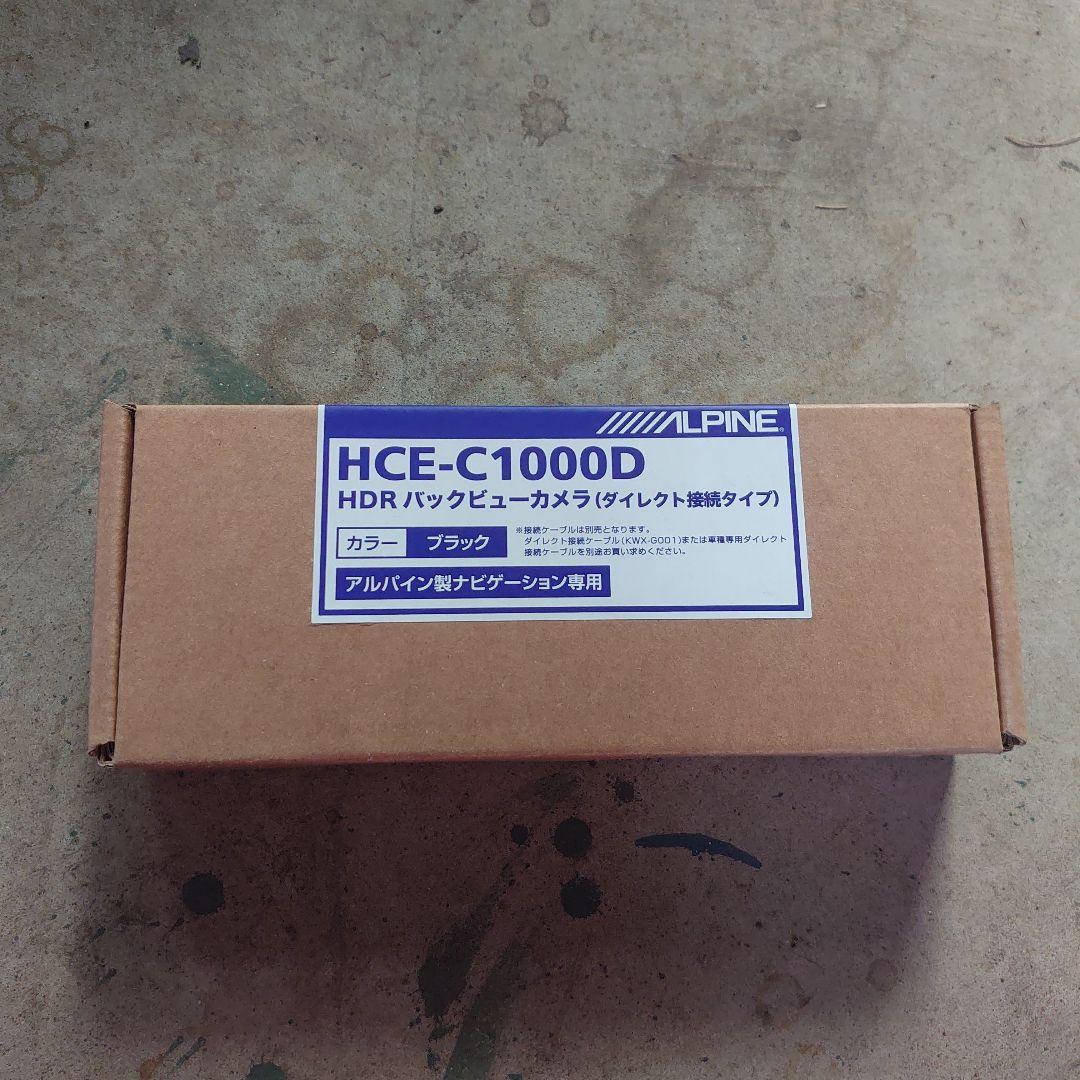 ALPINE
HCE-C1000D
HDR バックビューカメラ(ダイレクト接続タイプ)
カラー ブラック
※接続ケーブルは別売となります。
ダイレクト接続ケーブル(KWX-G001)または車種専用ダイレクト
接続ケーブルを別途お買い求めください。
アルパイン製ナビゲーション専用